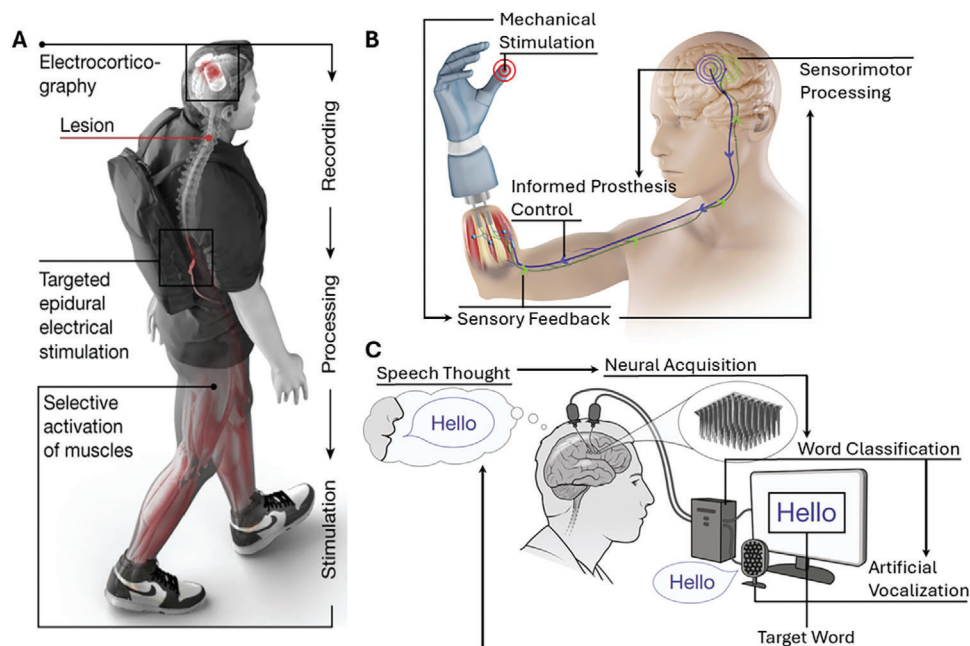 A
Electrocortico-
graphy
Lesion
Targeted
epidural
electrical
stimulation
Selective
activation
of muscles
Recording
Processing
Stimulation
B
Mechanical
Stimulation
Sensorimotor
Processing
Informed Prosthesis
Control
Sensory Feedback
C
Speech Thought
Neural Acquisition
Hello
Word Classification
Hello
Hello
Artificial
Vocalization
Target Word